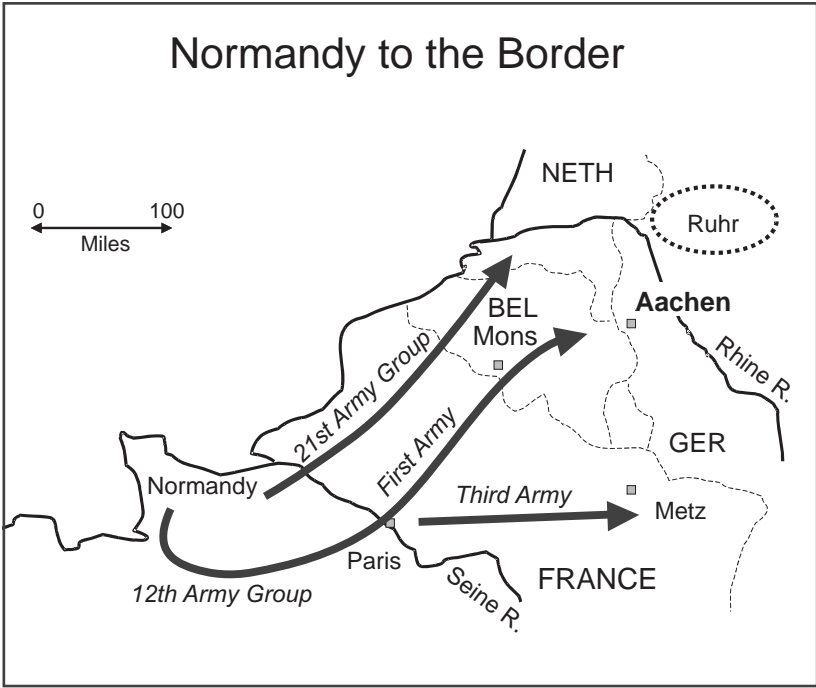 Normandy to the Border
NETH
0 100
Miles
Ruhr
Aachen
BEL
Mons
21st Army Group
Rhine R.
First Army
GER
Normandy
Third Army
Metz
Paris
12th Army Group
Seine R.
FRANCE